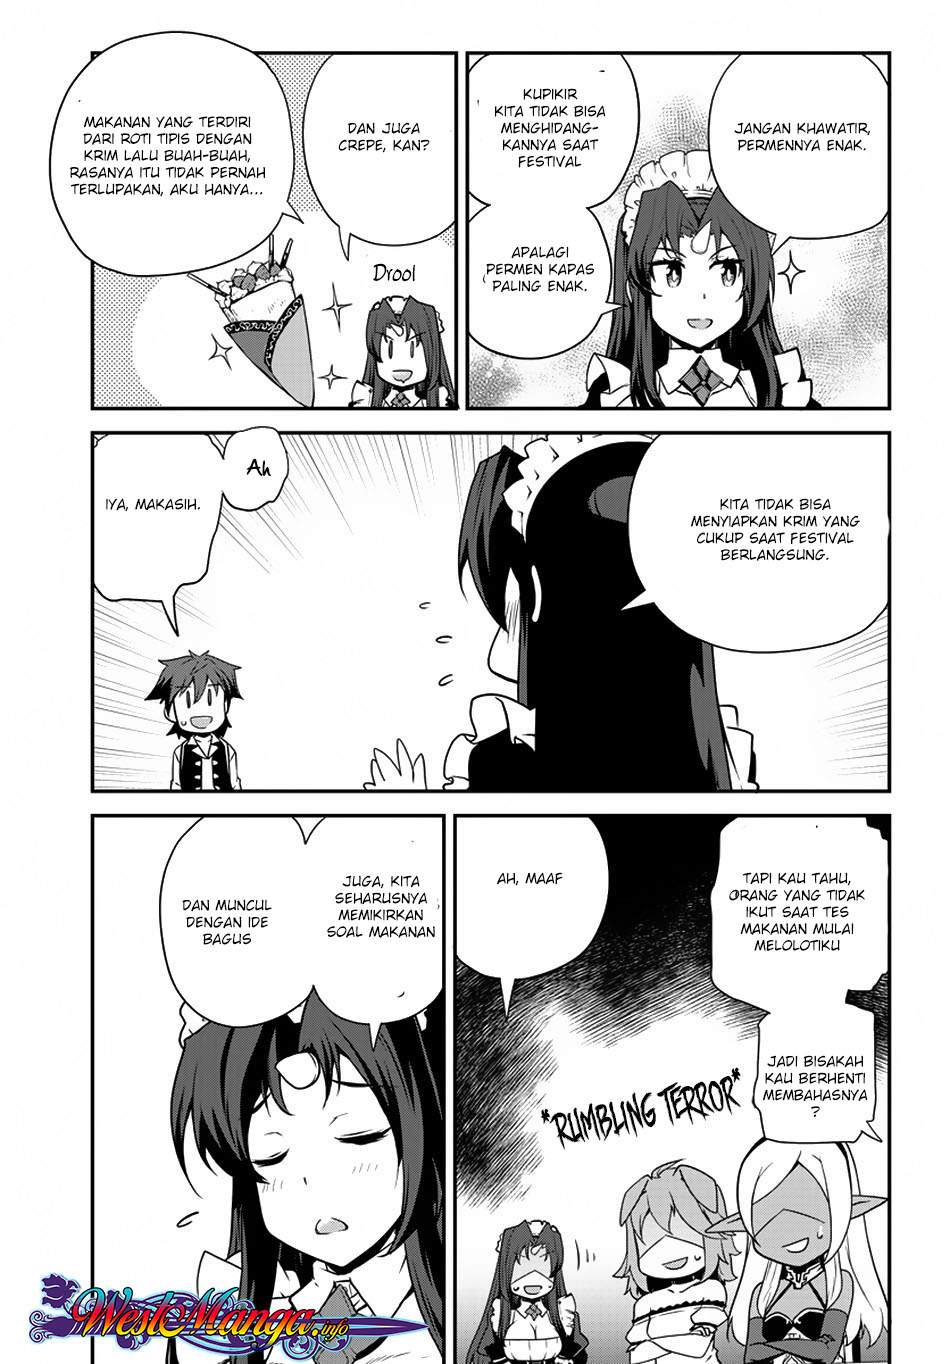 JANGAN KHAWATIR,
PERMENNYA ENAK.
KUPIKIR
KITA TIDAK BISA
MENGHIDANG-
KANNYA SAAT
FESTIVAL
APALAGI
PERMEN KAPAS
PALING ENAK.
DAN JUGA
CREPE, KAN?
Drool
MAKANAN YANG TERDIRI
DARI ROTI TIPIS DENGAN
KRIM LALU BUAH-BUAH,
RASANYA ITU TIDAK PERNAH
TERLUPAKAN, AKU HANYA...
KITA TIDAK BISA
MENYIAPKAN KRIM YANG
CUKUP SAAT FESTIVAL
BERLANGSUNG.
Ah
IYA, MAKASIH.
TAPI KAU TAHU,
ORANG YANG TIDAK
IKUT SAAT TES
MAKANAN MULAI
MELOLOTIKU
JADI BISAKAH
KAU BERHENTI
MEMBAHASNYA
?
AH, MAAF
*RUMBLING TERROR*
JUGA, KITA
SEHARUSNYA
MEMIKIRKAN
SOAL MAKANAN
DAN MUNCUL
DENGAN IDE
BAGUS
WestManga.info